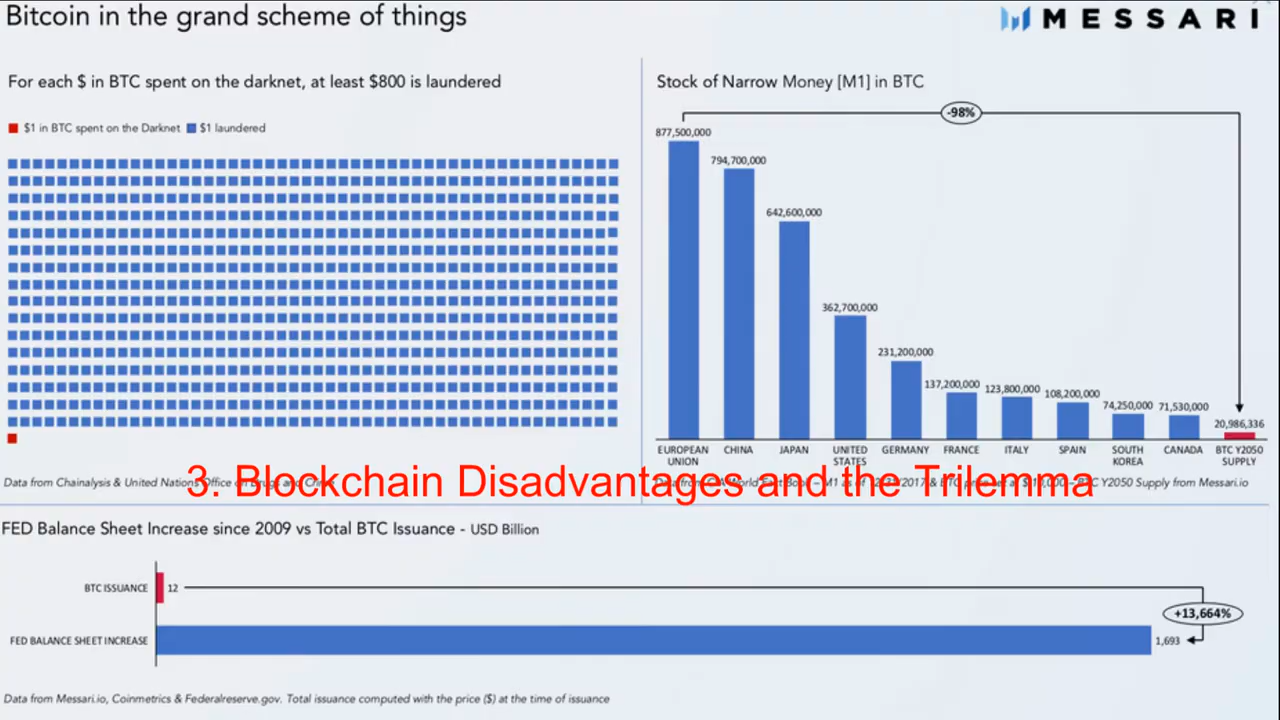 Bitcoin in the grand scheme of things
MESSARI
For each $ in BTC spent on the darknet, at least $800 is laundered
$1 in BTC spent on the Darknet
$1 laundered
Data from Chainalysis & United Nations Office on Drugs and
Stock of Narrow Money [M1] in BTC
-98%
877,500,000
794,700,000
642,600,000
362,700,000
231,200,000
137,200,000
123,800,000
108,200,000
74,250,000
71,530,000
20,986,336
EUROPEAN UNION
CHINA
JAPAN
UNITED STATES
GERMANY
FRANCE
ITALY
SPAIN
SOUTH KOREA
CANADA
BTC Y2050 SUPPLY
BTC Y2050 Supply from Messari.io
3. Blockchain Disadvantages and the Trilemma
FED Balance Sheet Increase since 2009 vs Total BTC Issuance - USD Billion
BTC ISSUANCE
12
+13,664%
FED BALANCE SHEET INCREASE
1,693
Data from Messari.io, Coinmetrics & Federalreserve.gov. Total issuance computed with the price ($) at the time of issuance